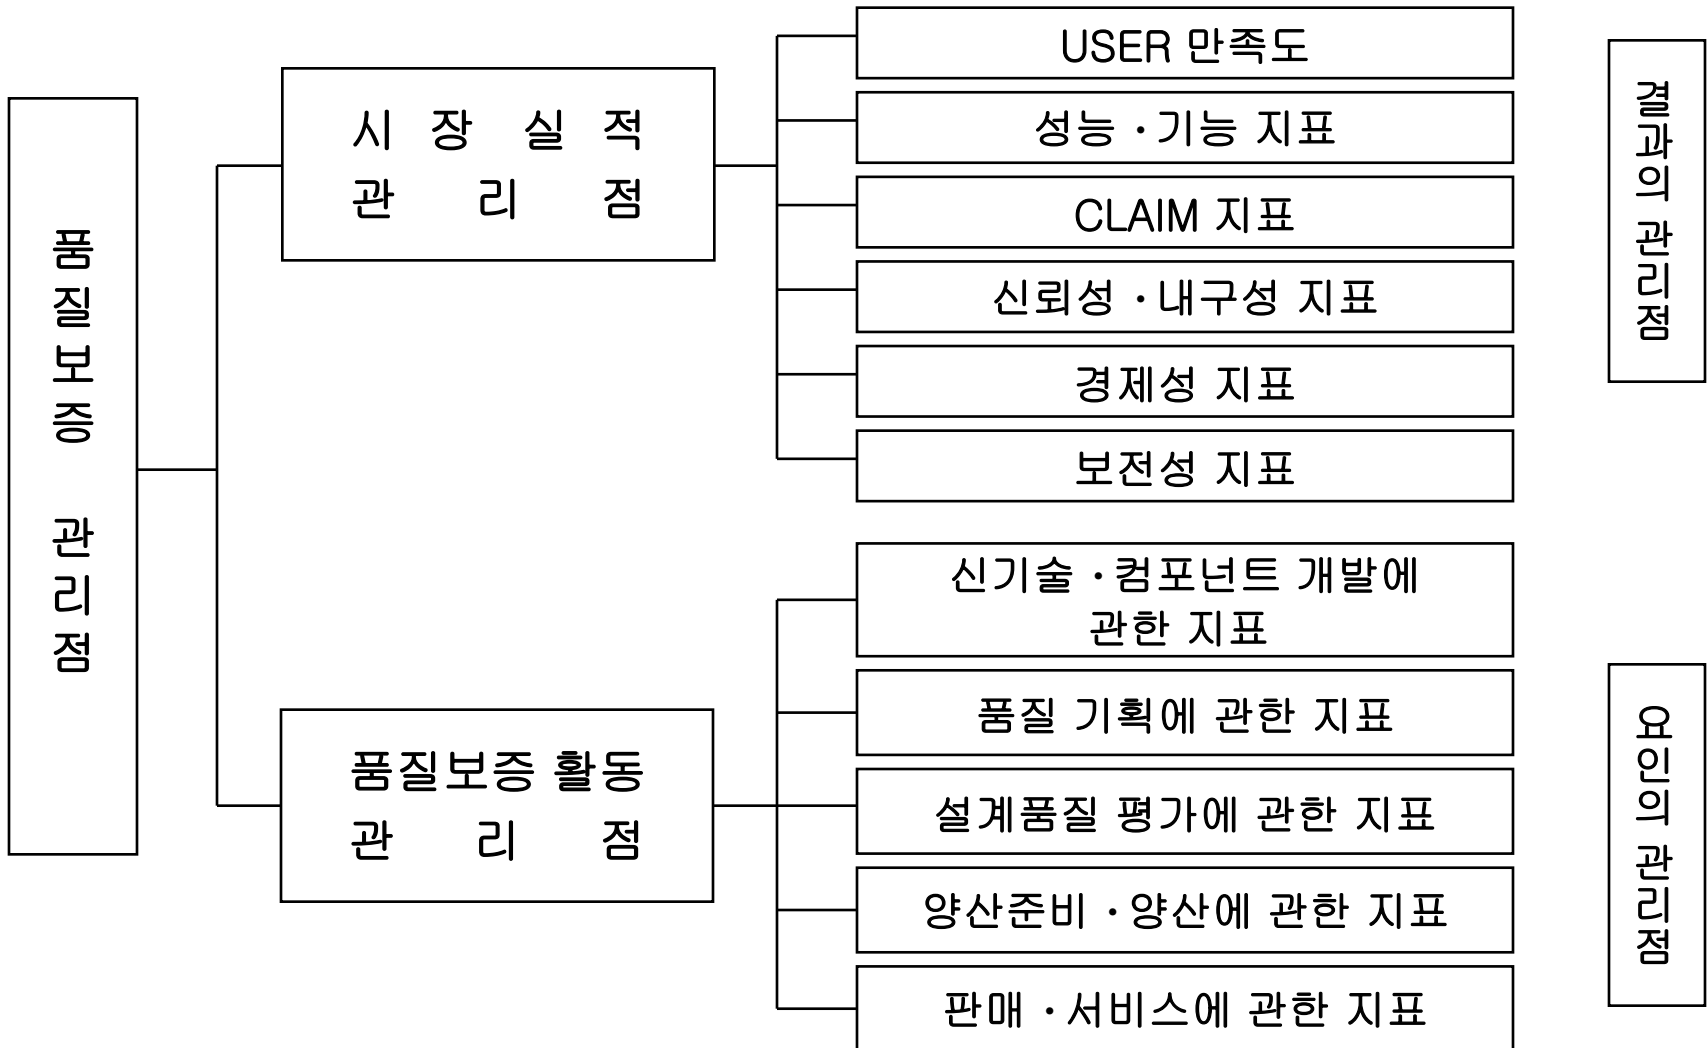 품질보증 관리점
시 장 실 적
관 리 점
USER 만족도
성능·기능 지표
CLAIM 지표
신뢰성·내구성 지표
경제성 지표
보전성 지표
결과의 관리점
품질보증 활동
관 리 점
신기술·컴포넌트 개발에
관한 지표
품질 기획에 관한 지표
설계품질 평가에 관한 지표
양산준비·양산에 관한 지표
판매·서비스에 관한 지표
요인의 관리점